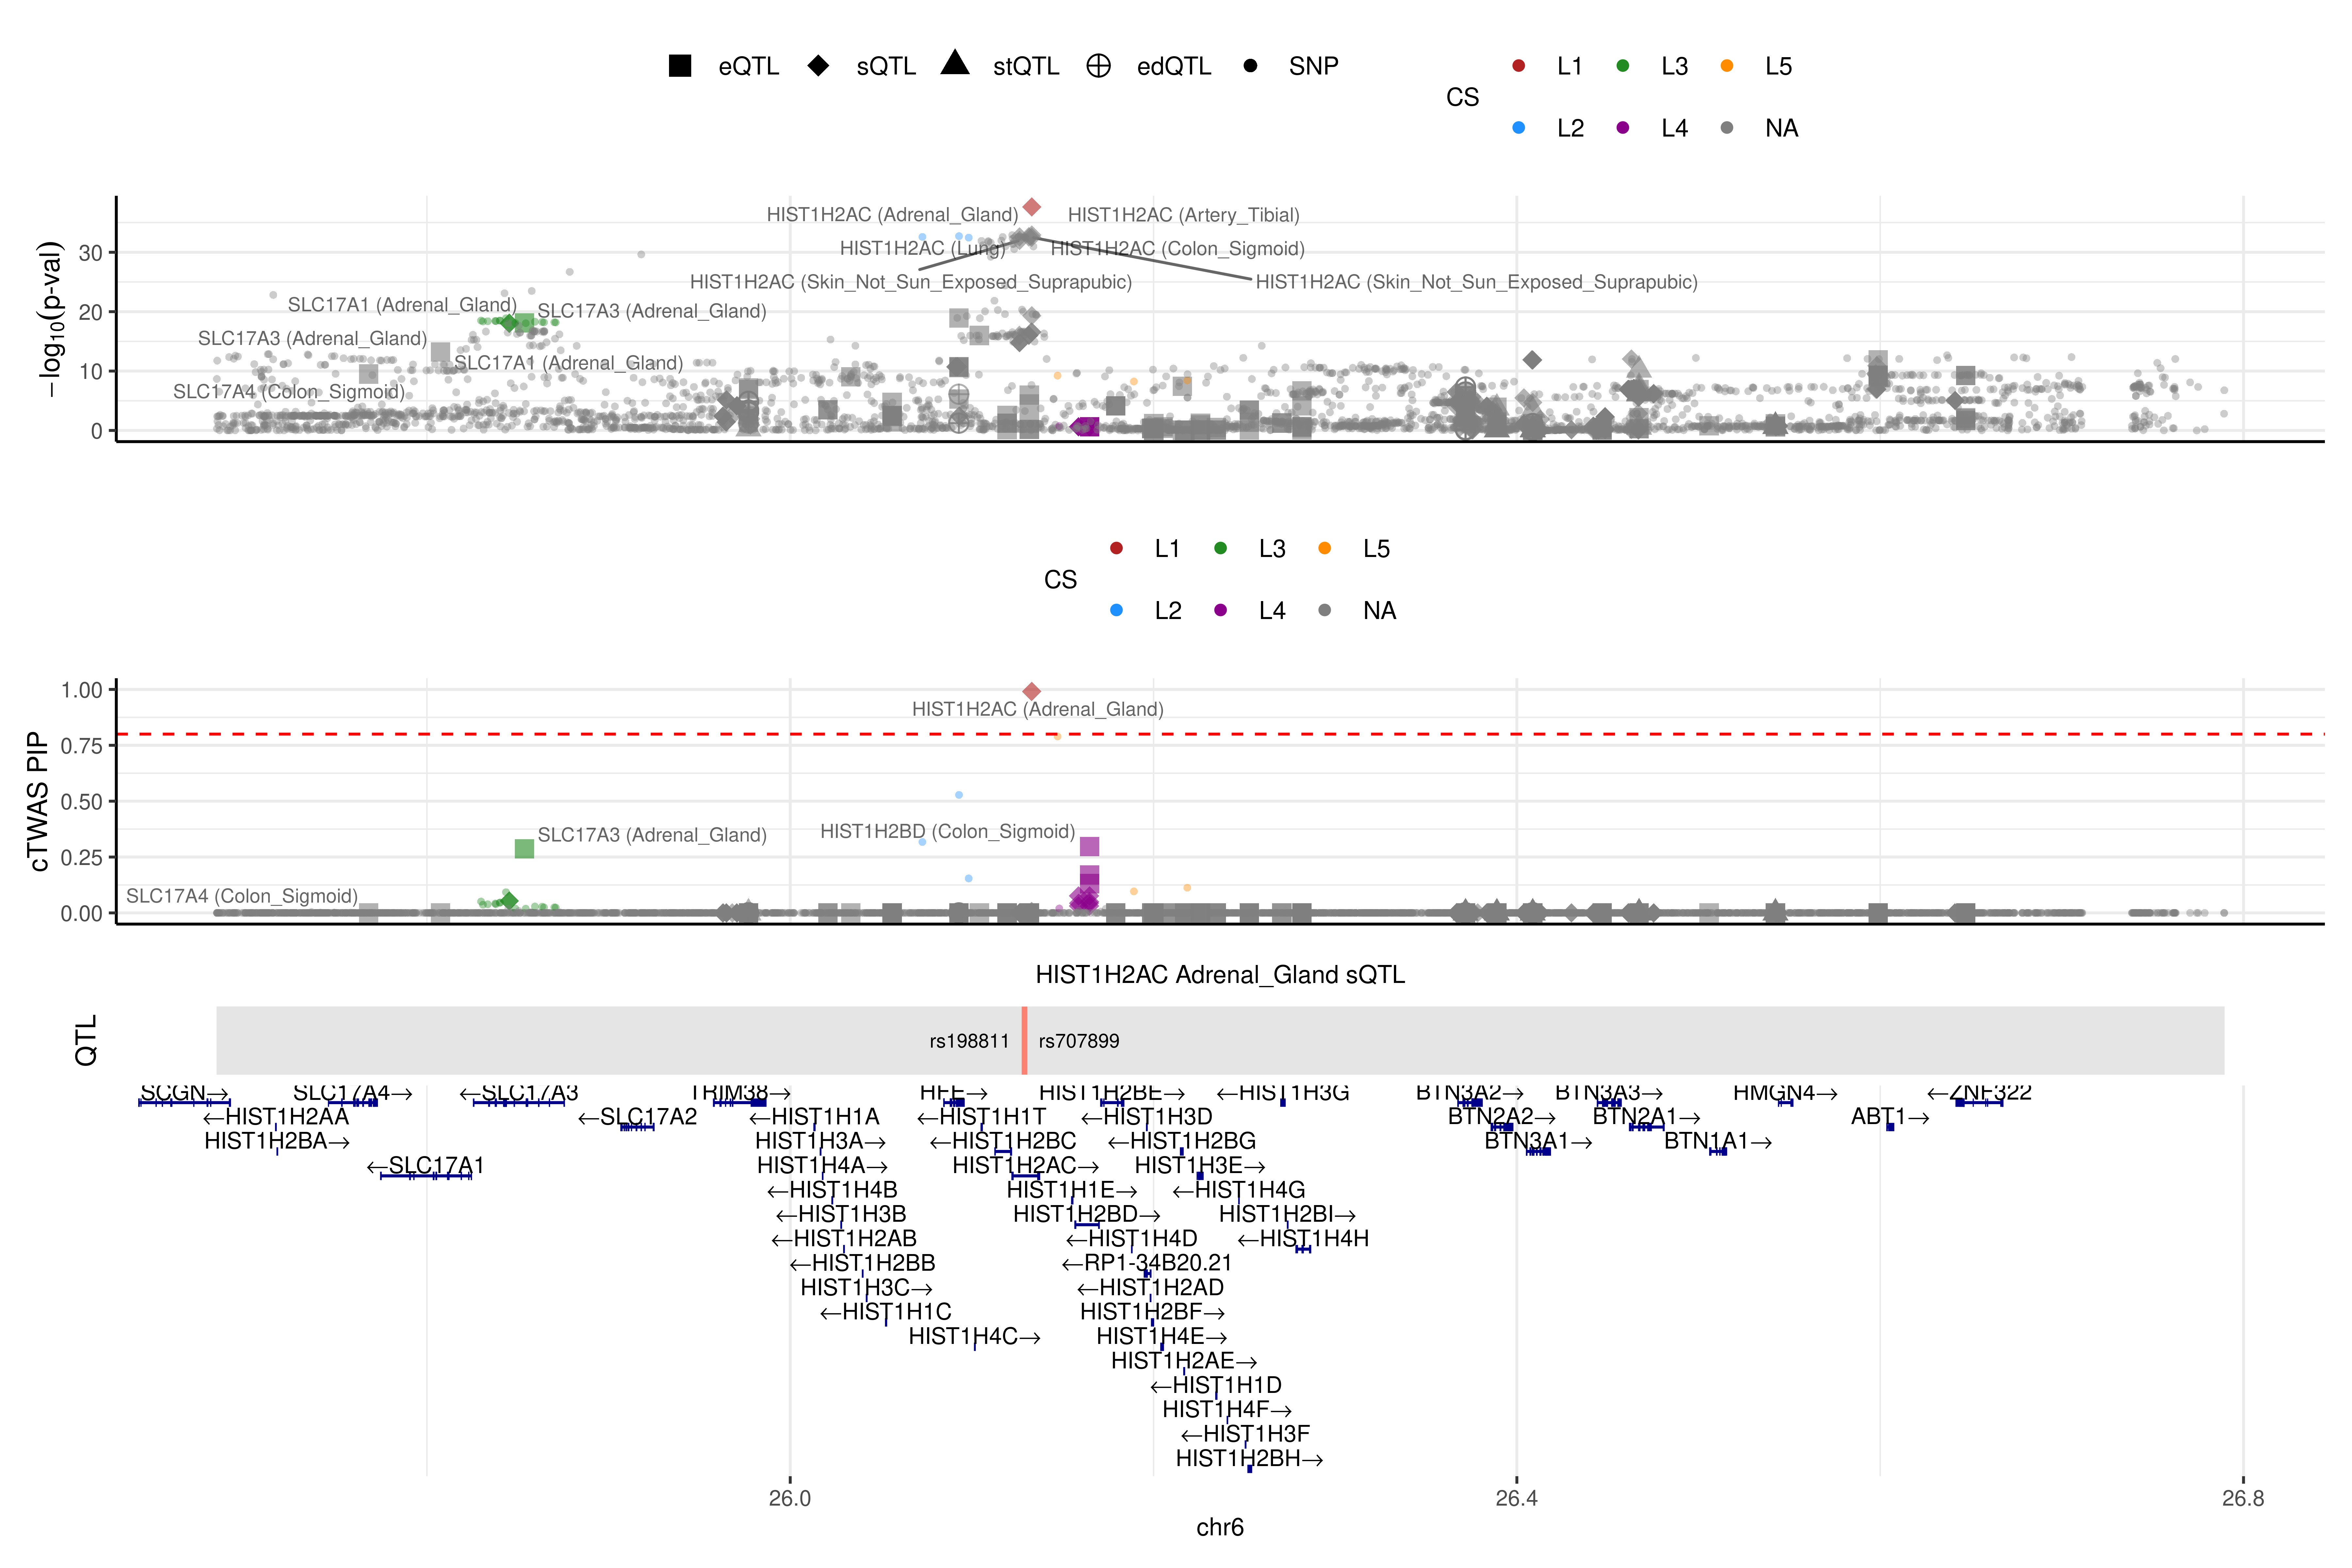 eQTL sQTL stQTL edQTL SNP
CS
L1 L3 L5
L2 L4 NA
−log10(p-val)
30
20
10
0
HIST1H2AC (Adrenal_Gland)
HIST1H2AC (Artery_Tibial)
HIST1H2AC (Lung)
HIST1H2AC (Colon_Sigmoid)
HIST1H2AC (Skin_Not_Sun_Exposed_Suprapubic)
HIST1H2AC (Skin_Not_Sun_Exposed_Suprapubic)
SLC17A1 (Adrenal_Gland)
SLC17A3 (Adrenal_Gland)
SLC17A3 (Adrenal_Gland)
SLC17A1 (Adrenal_Gland)
SLC17A4 (Colon_Sigmoid)
CS
L1 L3 L5
L2 L4 NA
cTWAS PIP
1.00
0.75
0.50
0.25
0.00
HIST1H2AC (Adrenal_Gland)
SLC17A3 (Adrenal_Gland)
HIST1H2BD (Colon_Sigmoid)
SLC17A4 (Colon_Sigmoid)
HIST1H2AC Adrenal_Gland sQTL
QTL
rs198811 rs707899
SCGN→ SLC17A4→ ←SLC17A3 TRIM38→ HFE→ HIST1H2BE→ ←HIST1H3G BTN3A2→ BTN3A3→ HMGN4→ ←ZNF322
←HIST1H2AA ←SLC17A2 ←HIST1H1A ←HIST1H1T ←HIST1H3D BTN2A2→ BTN2A1→ ABT1→
HIST1H2BA→ HIST1H3A→ ←HIST1H2BC ←HIST1H2BG BTN3A1→ BTN1A1→
←SLC17A1 HIST1H4A→ HIST1H2AC→ HIST1H3E→
←HIST1H4B HIST1H1E→ ←HIST1H4G
←HIST1H3B HIST1H2BD→ HIST1H2BI→
←HIST1H2AB ←HIST1H4D ←HIST1H4H
←HIST1H2BB ←RP1-34B20.21
HIST1H3C→ ←HIST1H2AD
←HIST1H1C HIST1H2BF→
HIST1H4C→ HIST1H4E→
HIST1H2AE→
←HIST1H1D
HIST1H4F→
←HIST1H3F
HIST1H2BH→
26.0 26.4 26.8
chr6